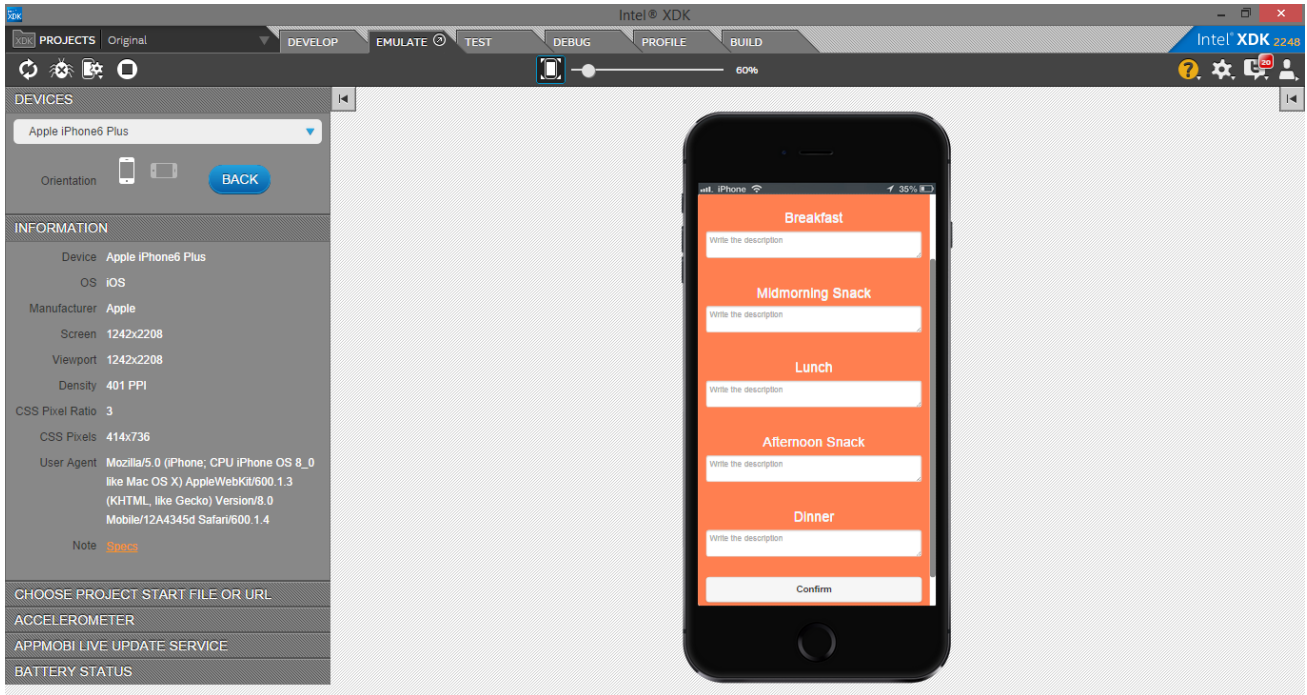 XDK
Intel® XDK
XDK PROJECTS Original
DEVELOP
EMULATE
TEST
DEBUG
PROFILE
BUILD
Intel® XDK 2248
60%
?
20
DEVICES
Apple iPhone6 Plus
Orientation
BACK
INFORMATION
Device Apple iPhone6 Plus
OS iOS
Manufacturer Apple
Screen 1242x2208
Viewport 1242x2208
Density 401 PPI
CSS Pixel Ratio 3
CSS Pixels 414x736
User Agent Mozilla/5.0 (iPhone; CPU iPhone OS 8_0
like Mac OS X) AppleWebKit/600.1.3
(KHTML, like Gecko) Version/8.0
Mobile/12A4345d Safari/600.1.4
Note Specs
CHOOSE PROJECT START FILE OR URL
ACCELEROMETER
APPMOBI LIVE UPDATE SERVICE
BATTERY STATUS
iPhone 35%
Breakfast
Write the description
Midmorning Snack
Write the description
Lunch
Write the description
Afternoon Snack
Write the description
Dinner
Write the description
Confirm